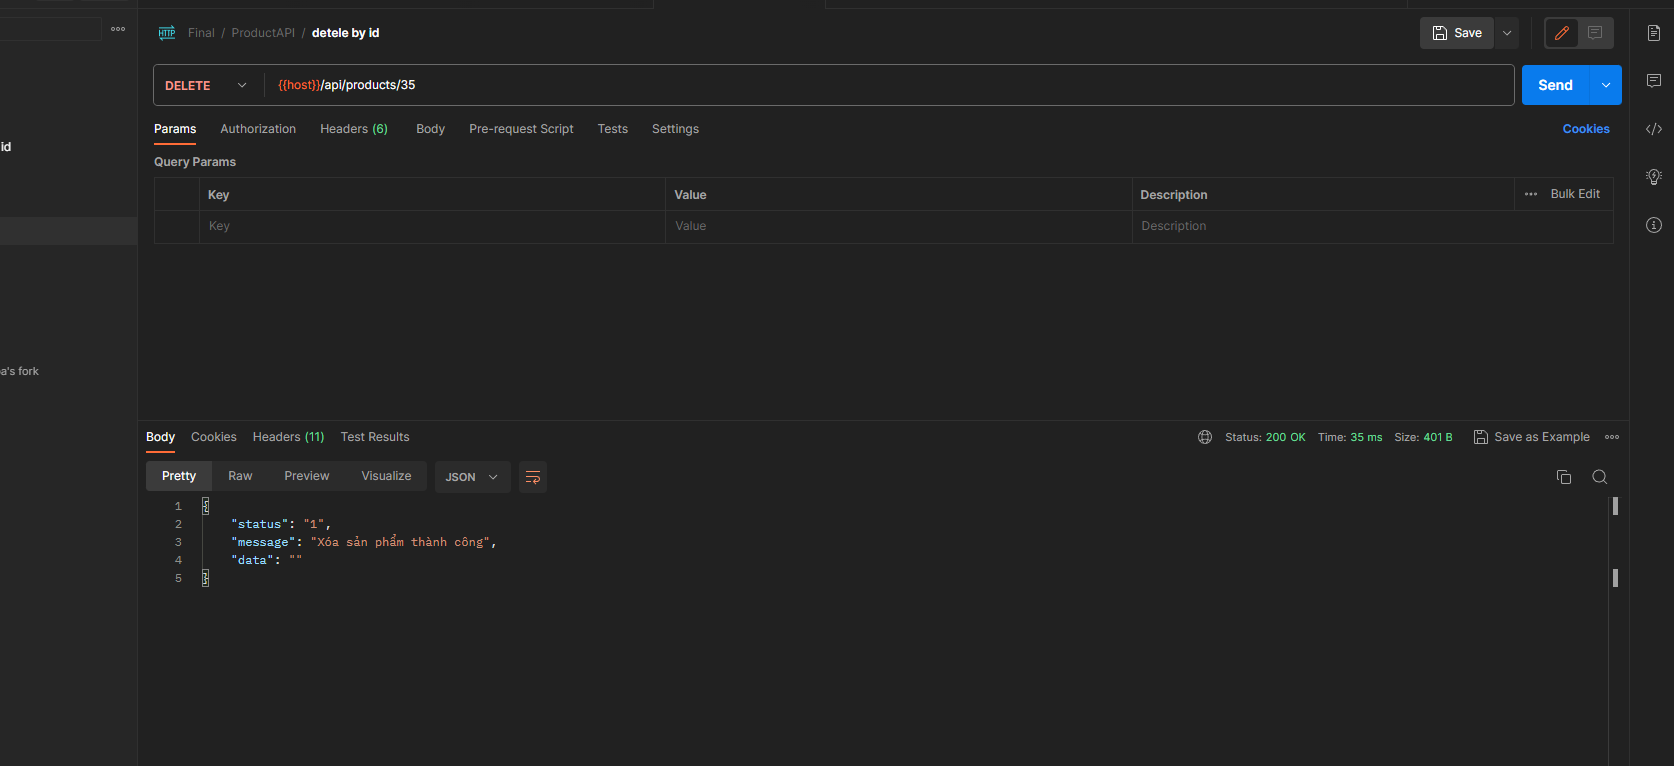 HTTP Final / ProductAPI / detele by id
Save
DELETE {{host}}/api/products/35
Send
Params Authorization Headers (6) Body Pre-request Script Tests Settings Cookies
id
Query Params
Key Value Description Bulk Edit
Key Value Description
a's fork
Body Cookies Headers (11) Test Results Status: 200 OK Time: 35 ms Size: 401 B Save as Example
Pretty Raw Preview Visualize JSON
1 {
2 "status": "1",
3 "message": "Xóa sản phẩm thành công",
4 "data": ""
5 }